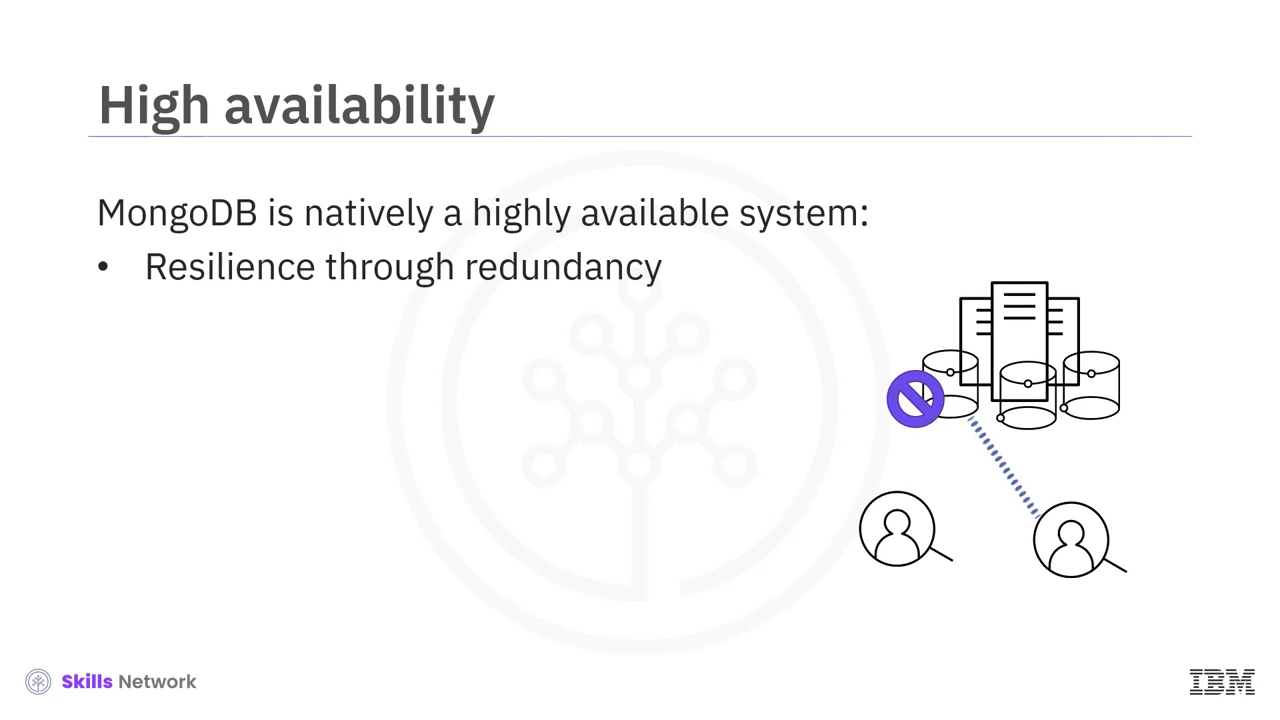 High availability
MongoDB is natively a highly available system:
• Resilience through redundancy
Skills Network
IBM